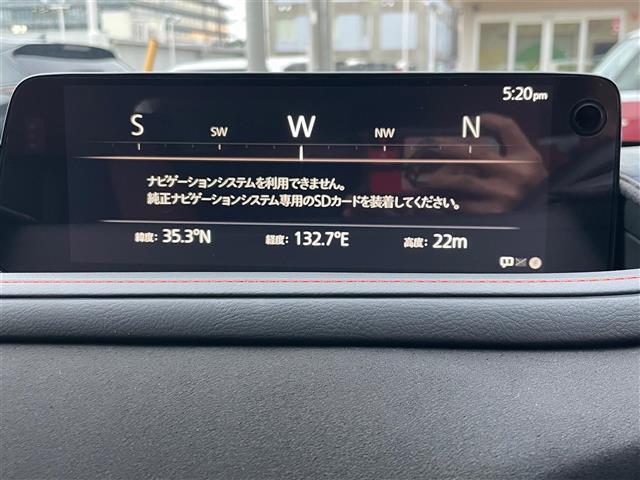 5:20pm
S SW W NW N
ナビゲーションシステムを利用できません。
純正ナビゲーションシステム専用のSDカードを装着してください。
緯度: 35.3°N 経度: 132.7°E 高度: 22m